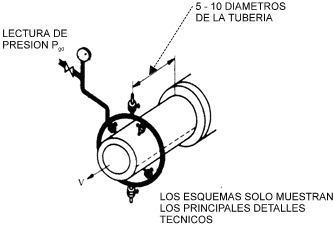 5 - 10 DIAMETROS
DE LA TUBERIA
LECTURA DE
PRESION Pgd
V
LOS ESQUEMAS SOLO MUESTRAN
LOS PRINCIPALES DETALLES
TECNICOS